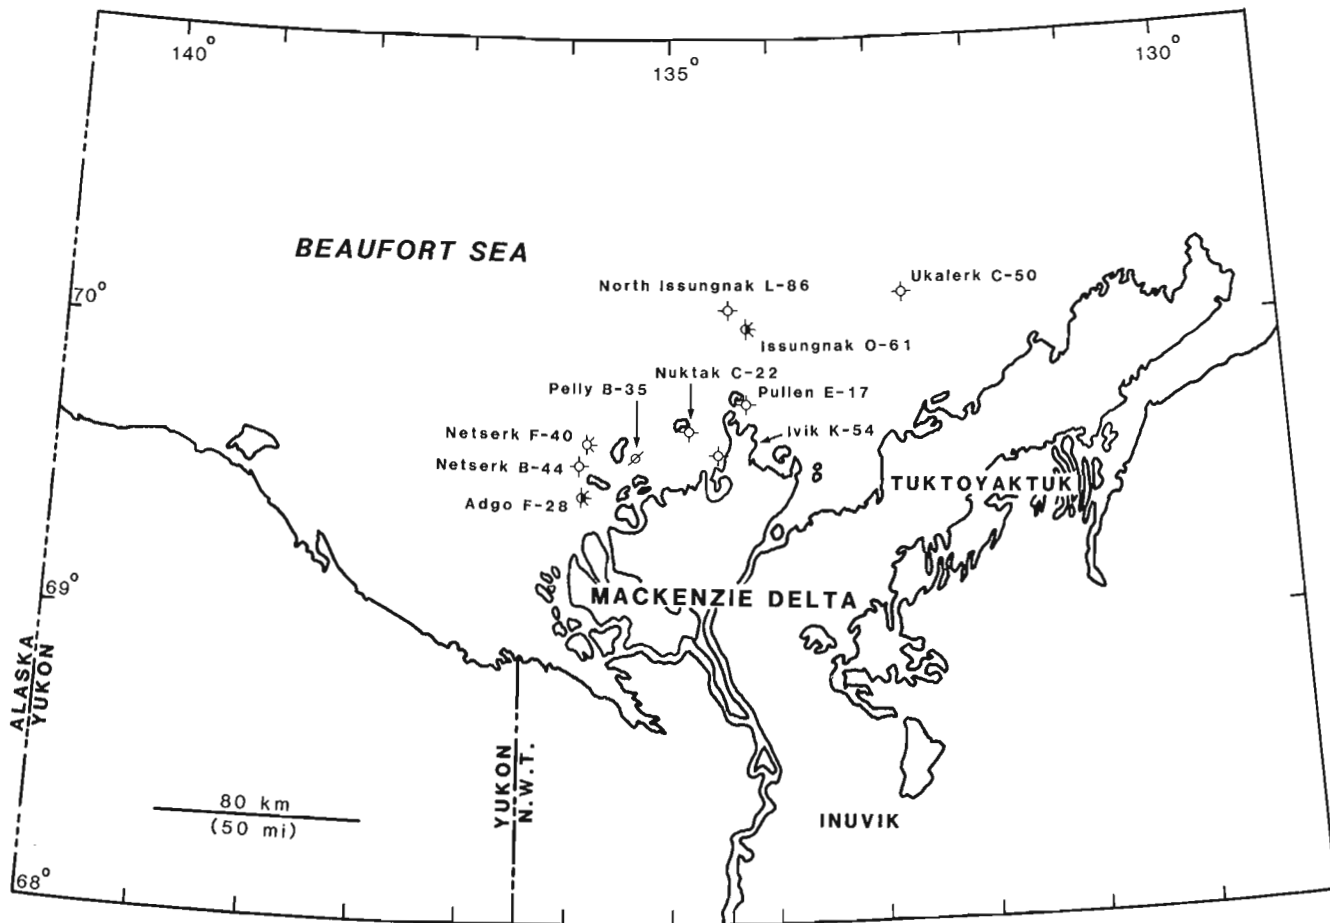 140°
135°
130°
BEAUFORT SEA
70°
North Issungnak L-86
Ukalerk C-50
Issungnak O-61
Nuktak C-22
Pelly B-35
Pullen E-17
Netserk F-40
Ivik K-54
Netserk B-44
Adgo F-28
TUKTOYAKTUK
69°
MACKENZIE DELTA
ALASKA
YUKON
YUKON
N.W.T.
80 km
(50 mi)
INUVIK
68°